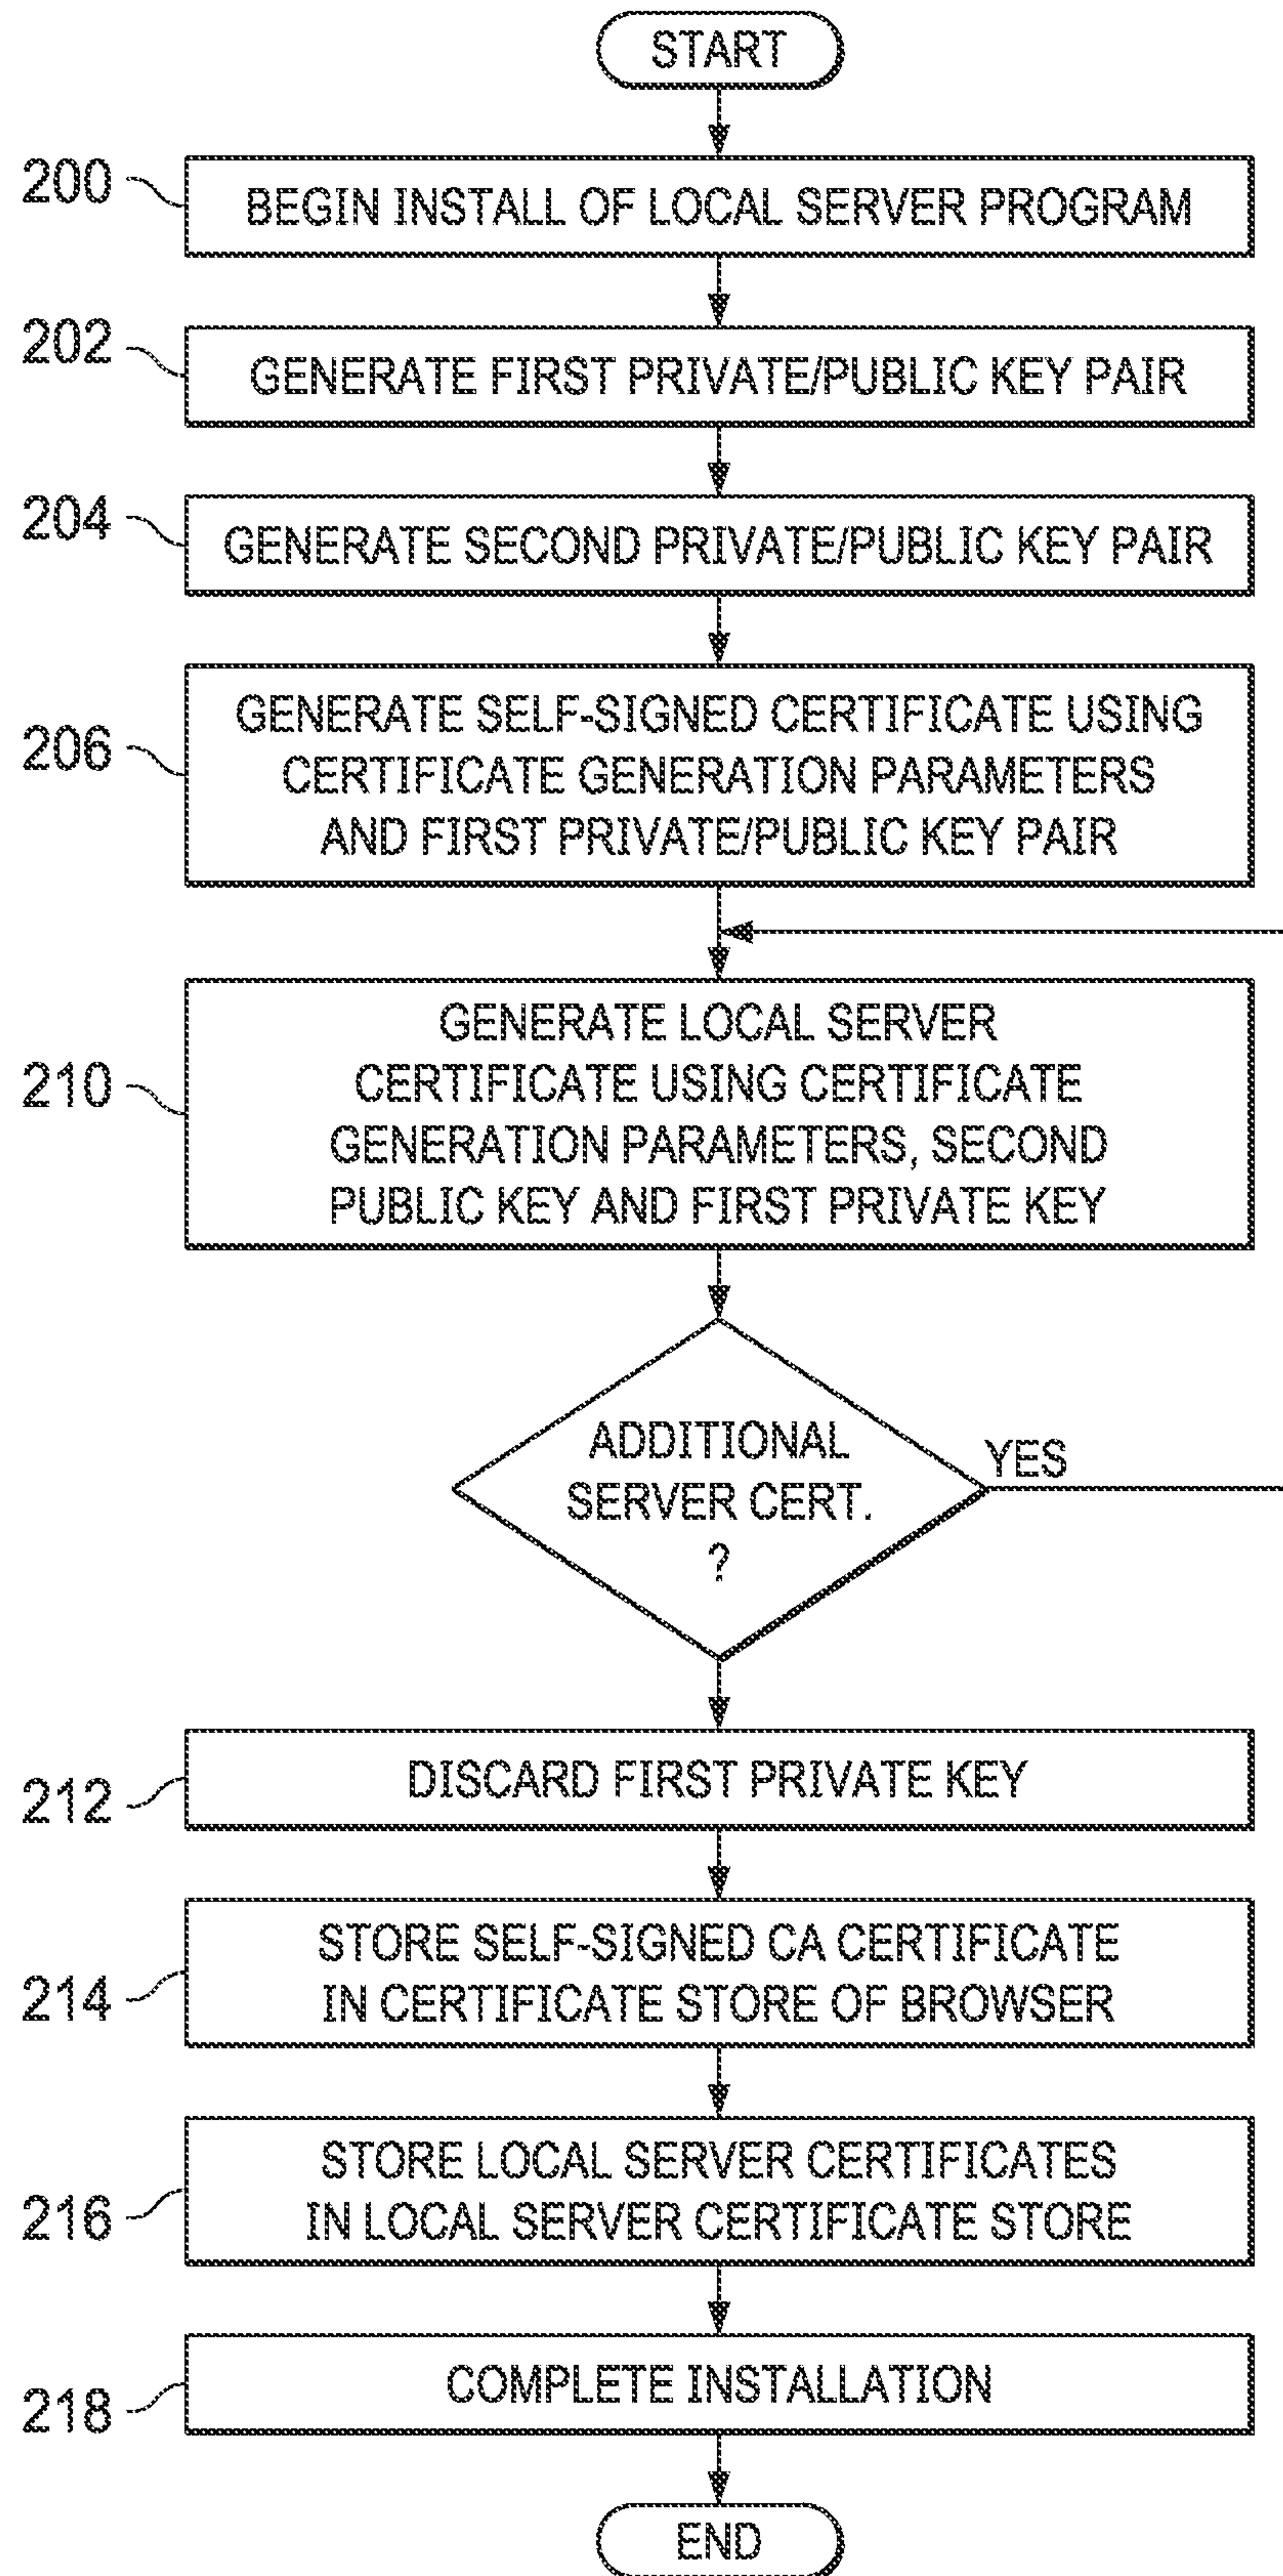 START
200
BEGIN INSTALL OF LOCAL SERVER PROGRAM
202
GENERATE FIRST PRIVATE/PUBLIC KEY PAIR
204
GENERATE SECOND PRIVATE/PUBLIC KEY PAIR
206
GENERATE SELF-SIGNED CERTIFICATE USING
CERTIFICATE GENERATION PARAMETERS
AND FIRST PRIVATE/PUBLIC KEY PAIR
210
GENERATE LOCAL SERVER
CERTIFICATE USING CERTIFICATE
GENERATION PARAMETERS, SECOND
PUBLIC KEY AND FIRST PRIVATE KEY
ADDITIONAL
SERVER CERT.
?
YES
212
DISCARD FIRST PRIVATE KEY
214
STORE SELF-SIGNED CA CERTIFICATE
IN CERTIFICATE STORE OF BROWSER
216
STORE LOCAL SERVER CERTIFICATES
IN LOCAL SERVER CERTIFICATE STORE
218
COMPLETE INSTALLATION
END